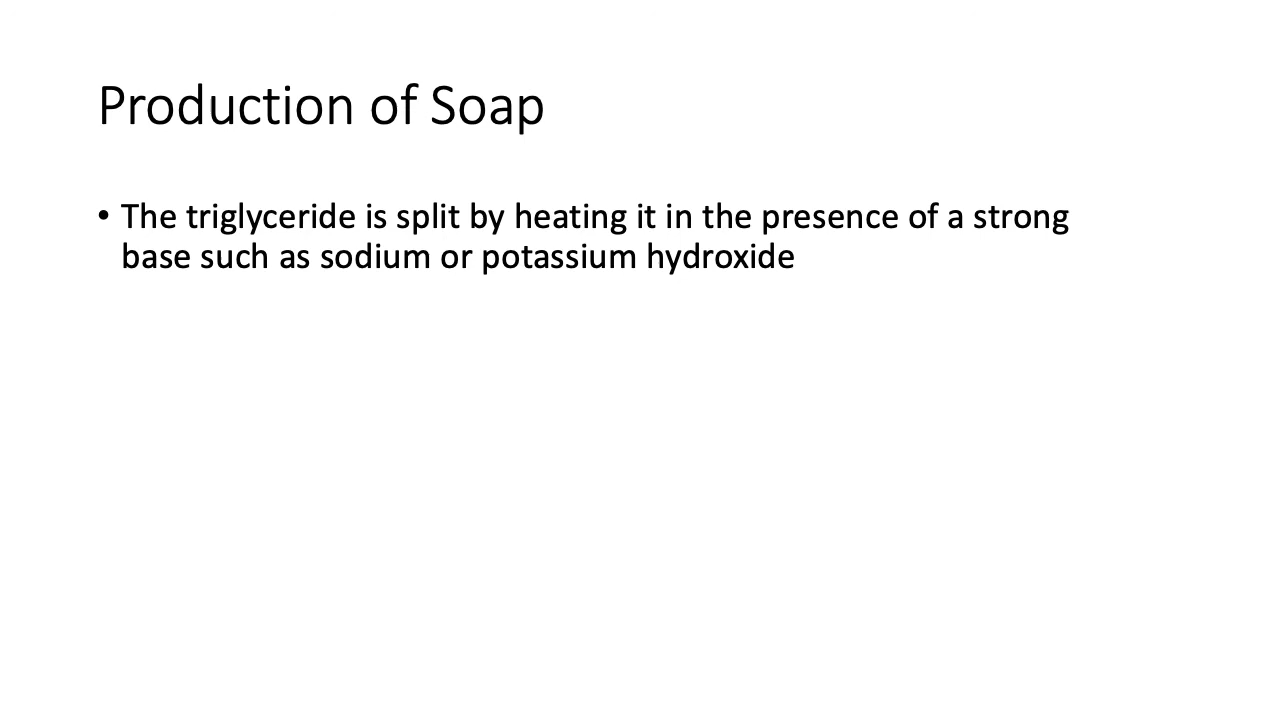 Production of Soap
• The triglyceride is split by heating it in the presence of a strong
base such as sodium or potassium hydroxide